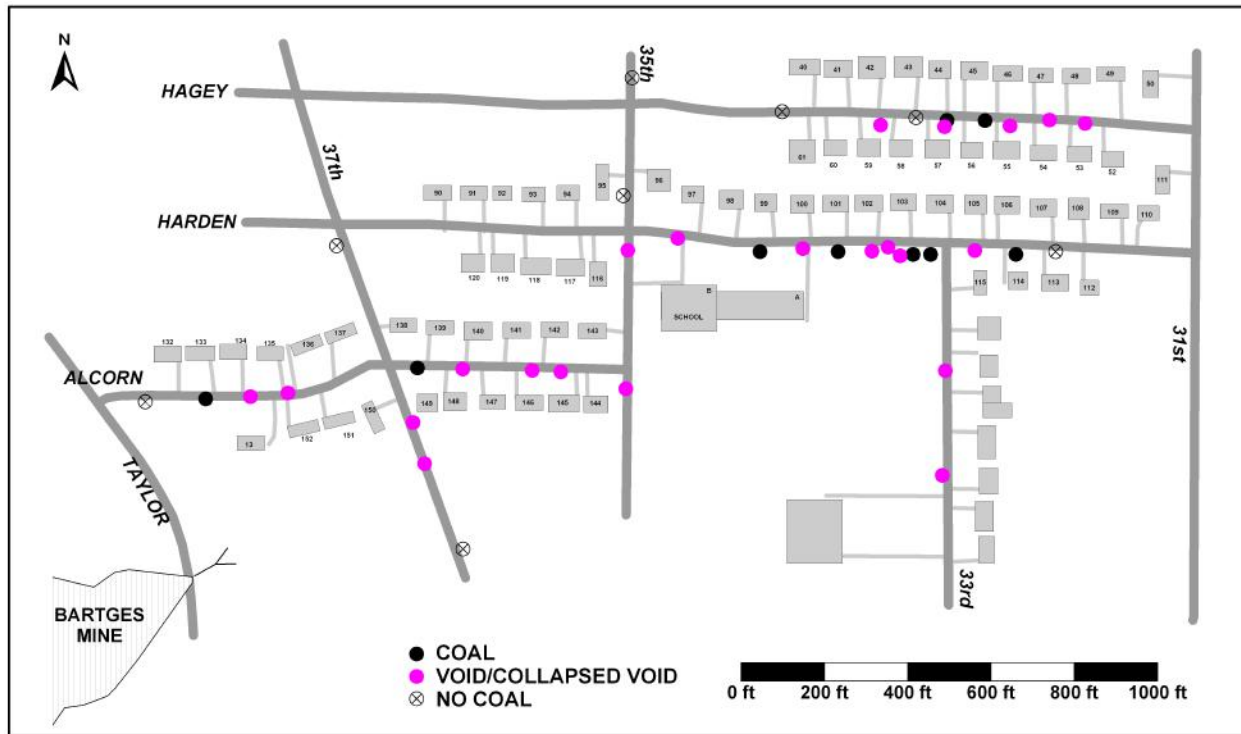 N
HAGEY
35th
31st
37th
40 41 42 43 44 45 46 47 48 49 50
61 60 59 58 57 56 55 54 53 52
111
95 96
90 91 92 93 94 97 98 99 100 101 102 103 104 105 106 107 108 109 110
HARDEN
120 119 118 117 116
115 114 113 112
B A
SCHOOL
138 139 140 141 142 143
132 133 134 135 136 137
ALCORN
149 148 147 146 145 144
150
13 152 151
TAYLOR
33rd
BARTGES
MINE
COAL
VOID/COLLAPSED VOID
NO COAL
0 ft 200 ft 400 ft 600 ft 800 ft 1000 ft